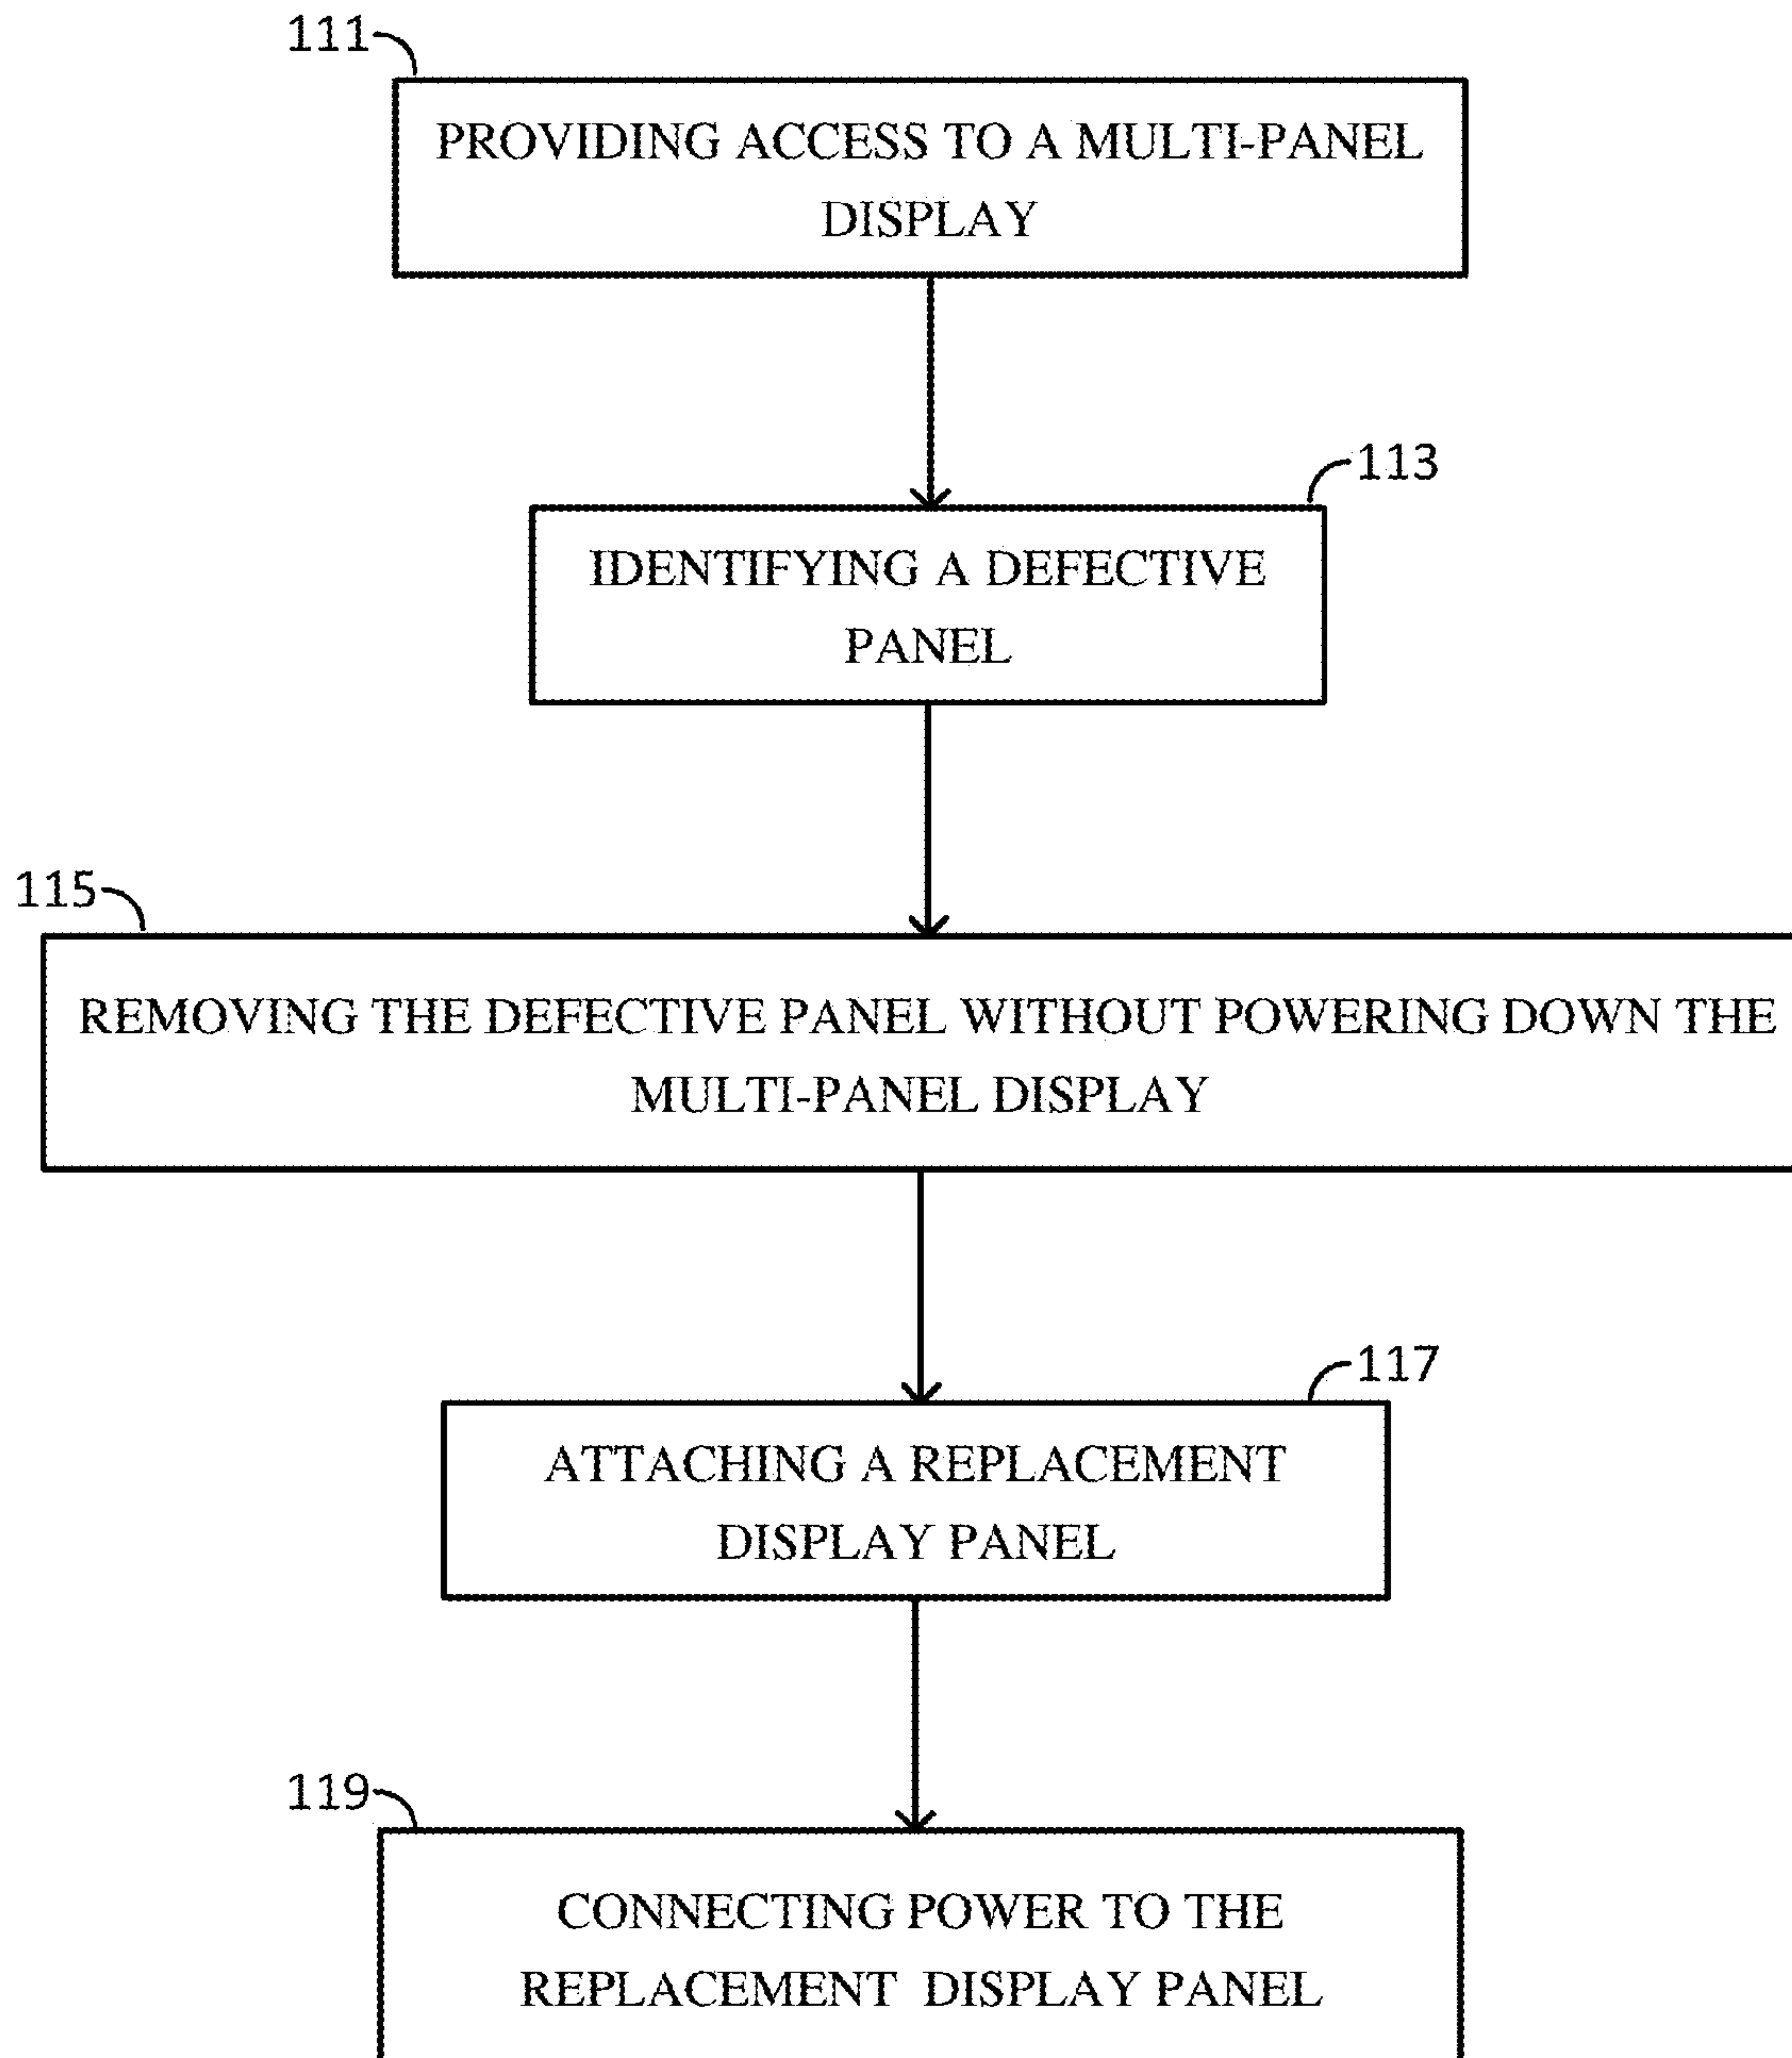 111
PROVIDING ACCESS TO A MULTI-PANEL
DISPLAY
113
IDENTIFYING A DEFECTIVE
PANEL
115
REMOVING THE DEFECTIVE PANEL WITHOUT POWERING DOWN THE
MULTI-PANEL DISPLAY
117
ATTACHING A REPLACEMENT
DISPLAY PANEL
119
CONNECTING POWER TO THE
REPLACEMENT DISPLAY PANEL